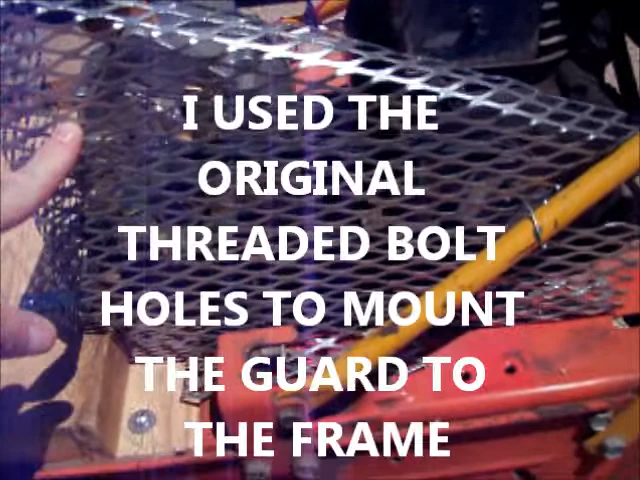 I USED THE
ORIGINAL
THREADED BOLT
HOLES TO MOUNT
THE GUARD TO
THE FRAME